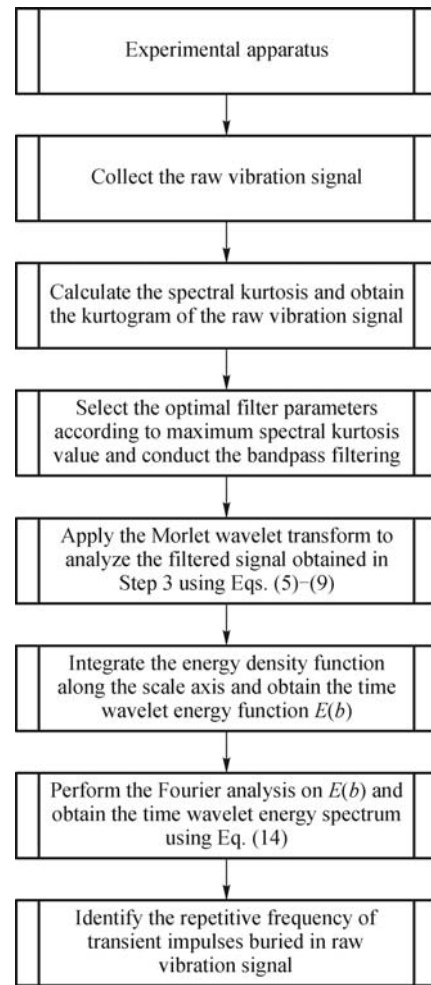 Experimental apparatus
Collect the raw vibration signal
Calculate the spectral kurtosis and obtain
the kurtogram of the raw vibration signal
Select the optimal filter parameters
according to maximum spectral kurtosis
value and conduct the bandpass filtering
Apply the Morlet wavelet transform to
analyze the filtered signal obtained in
Step 3 using Eqs. (5)–(9)
Integrate the energy density function
along the scale axis and obtain the time
wavelet energy function E(b)
Perform the Fourier analysis on E(b) and
obtain the time wavelet energy spectrum
using Eq. (14)
Identify the repetitive frequency of
transient impulses buried in raw
vibration signal